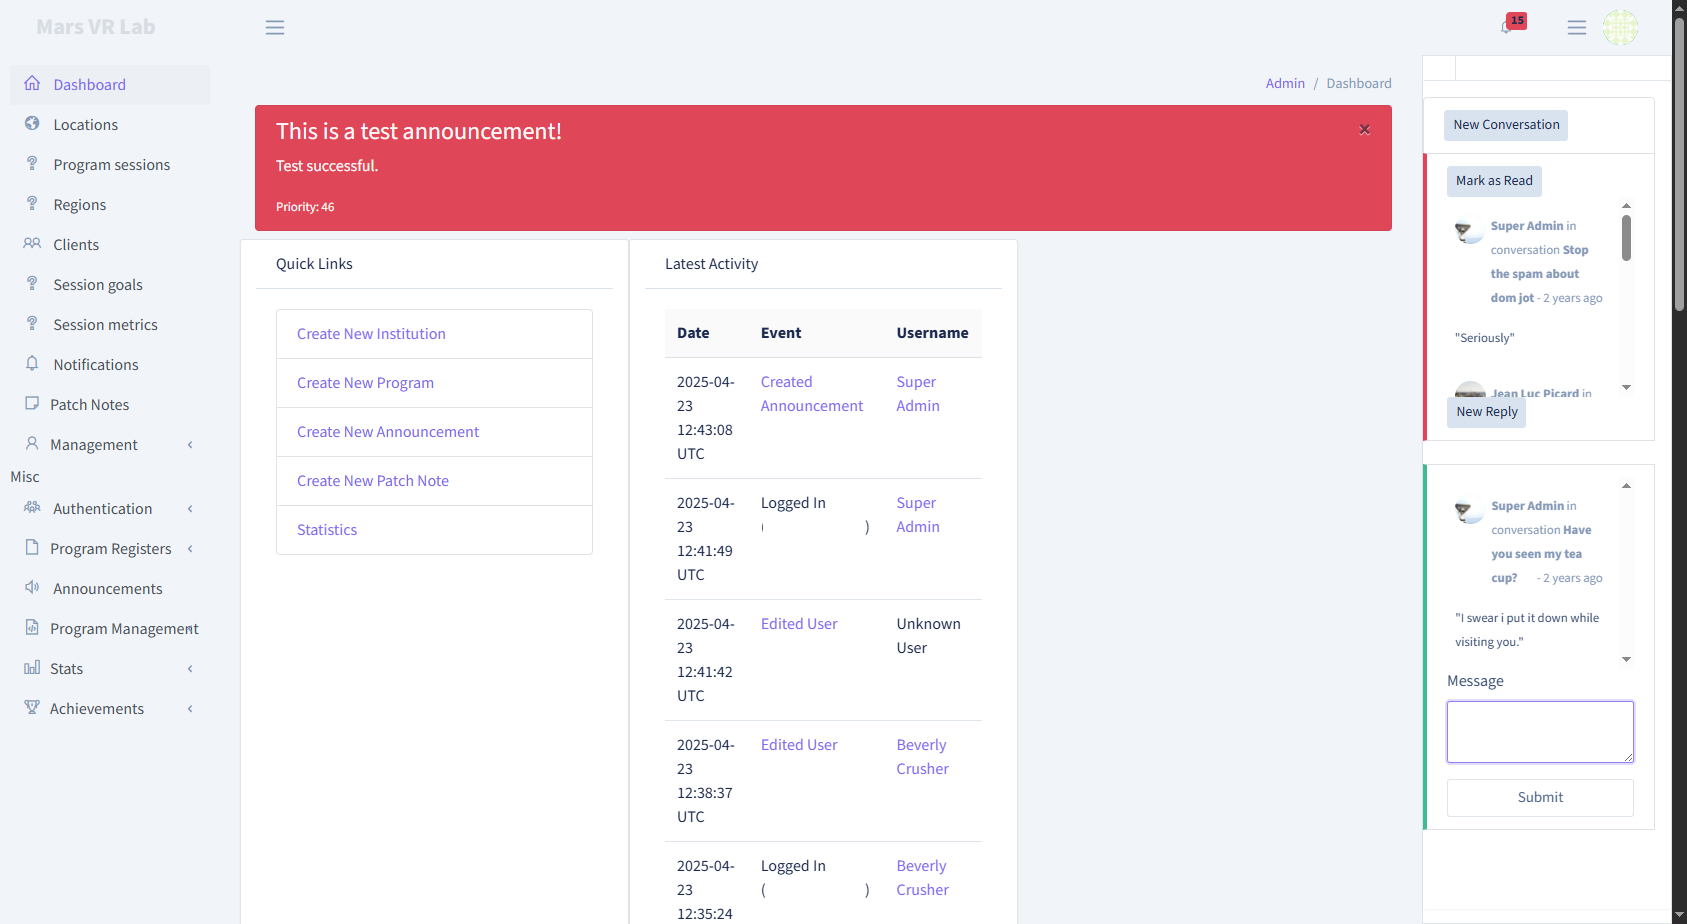 Mars VR Lab
15
Dashboard
Locations
Program sessions
Regions
Clients
Session goals
Session metrics
Notifications
Patch Notes
Management
Misc
Authentication
Program Registers
Announcements
Program Management
Stats
Achievements
Admin / Dashboard
This is a test announcement!
×
Test successful.
Priority: 46
Quick Links
Create New Institution
Create New Program
Create New Announcement
Create New Patch Note
Statistics
Latest Activity
Date Event Username
2025-04-
23
12:43:08
UTC
Created
Announcement
Super
Admin
2025-04-
23
12:41:49
UTC
Logged In
( )
Super
Admin
2025-04-
23
12:41:42
UTC
Edited User
Unknown
User
2025-04-
23
12:38:37
UTC
Edited User
Beverly
Crusher
2025-04-
23
12:35:24
Logged In
( )
Beverly
Crusher
New Conversation
Mark as Read
Super Admin in
conversation Stop
the spam about
dom jot - 2 years ago
"Seriously"
Jean Luc Picard in
New Reply
Super Admin in
conversation Have
you seen my tea
cup? - 2 years ago
"I swear i put it down while
visiting you."
Message
Submit